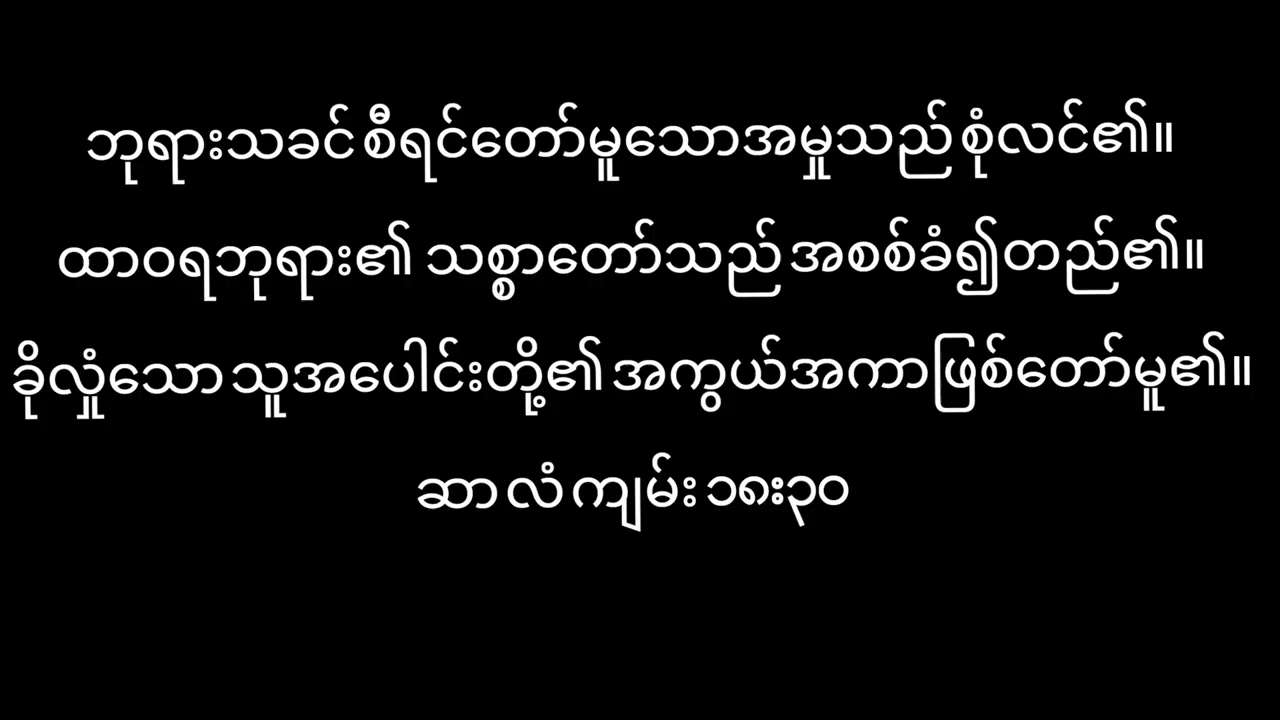 ဘုရားသခင် စီရင်တော်မူသောအမှုသည် စုံလင်၏။
ထာဝရဘုရား၏ သစ္စာတော်သည် အစစ်ခံ၍တည်၏။
ခိုလှုံသော သူအပေါင်းတို့၏ အကွယ်အကာဖြစ်တော်မူ၏။
ဆာ လံ ကျမ်း ၁၈း၃၀